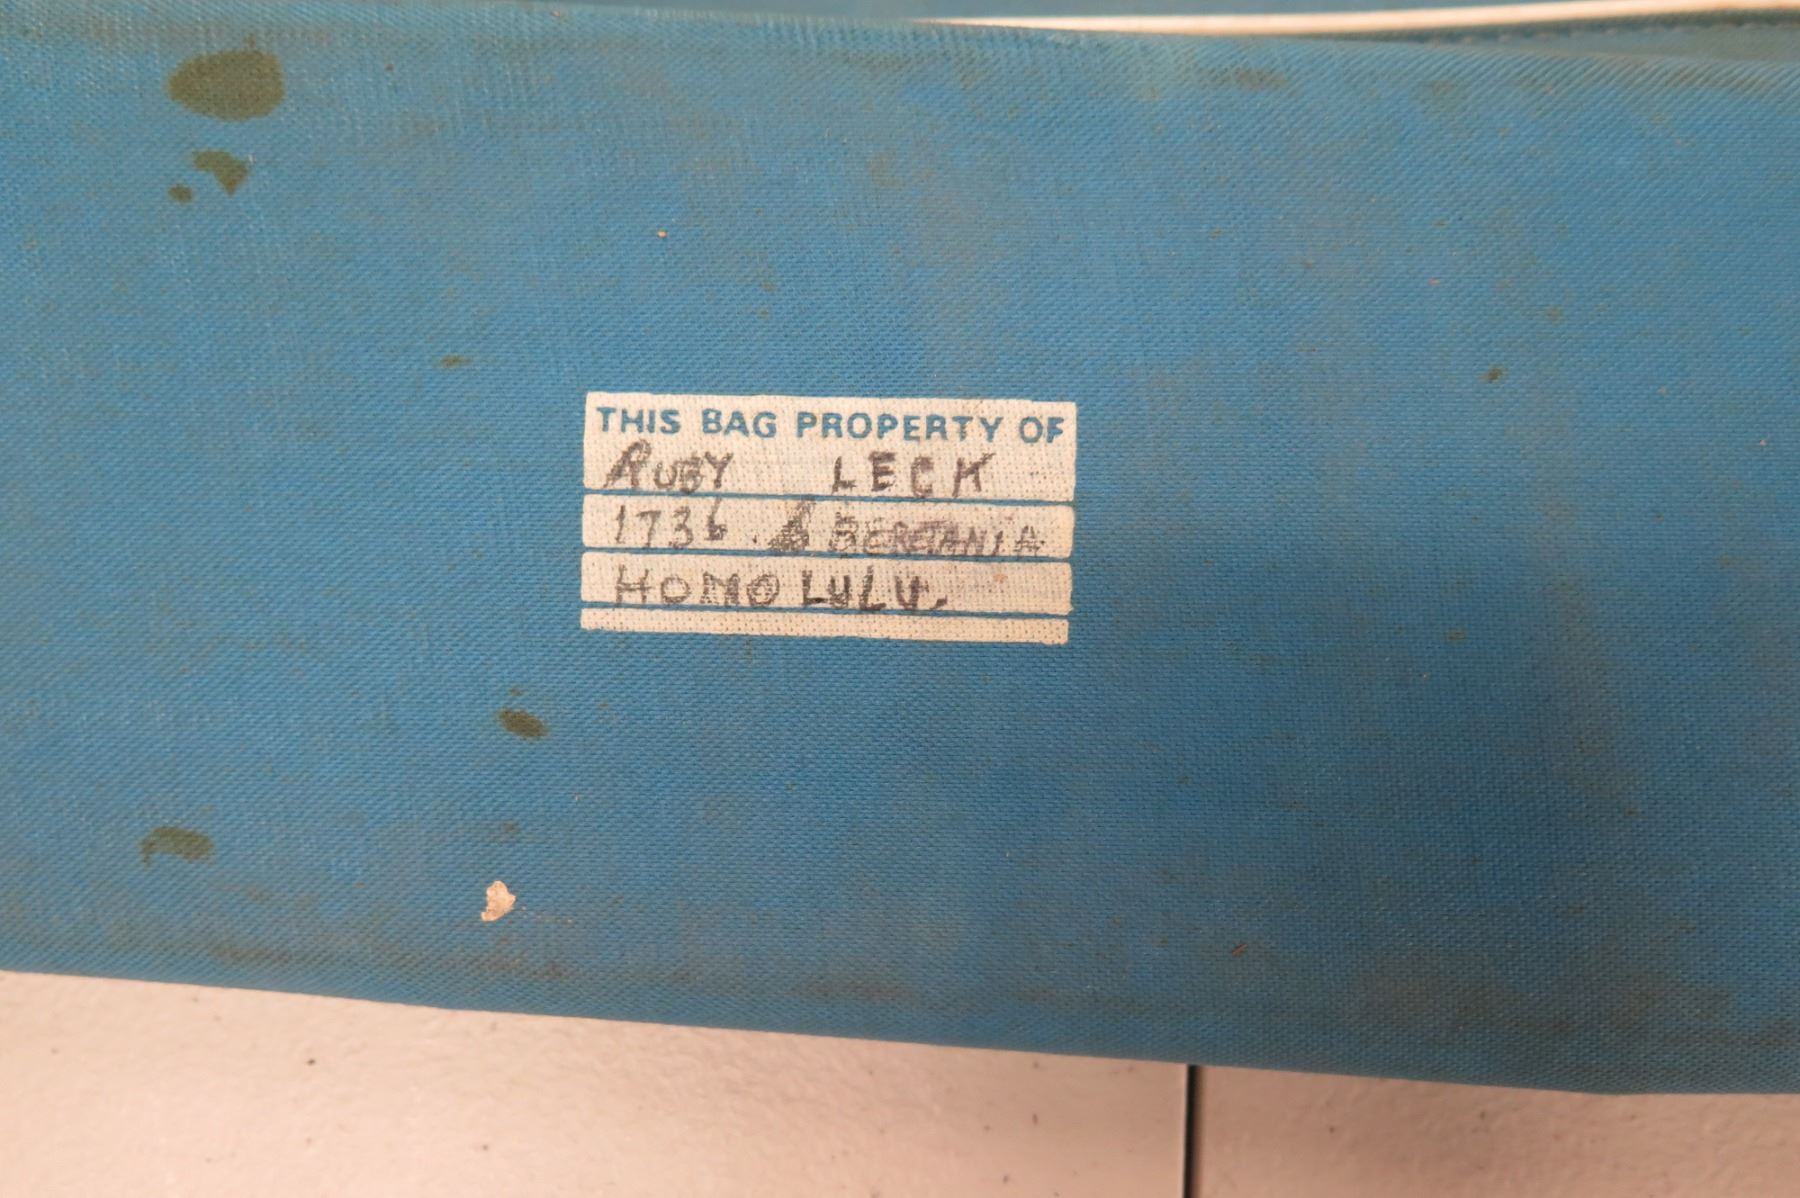 THIS BAG PROPERTY OF
RUBY LECK
1736 BERETANIA
HOMOLULU.